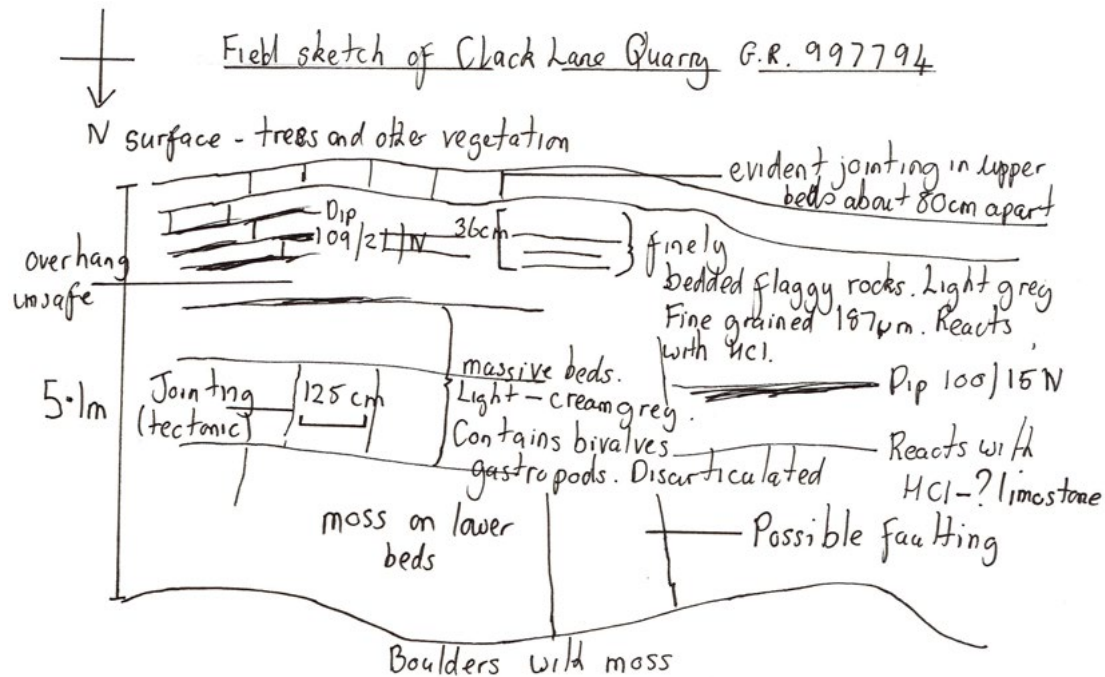 Field sketch of Clack Lane Quarry G.R. 997794
N
surface - trees and other vegetation
evident jointing in upper
beds about 80cm apart
Dip
109/21 N
36cm
finely
bedded flaggy rocks. Light grey
Fine grained 187µm. Reacts
with HCl.
overhang
unsafe
5.1m
Jointing
(tectonic)
125 cm
massive beds.
Light-cream grey.
Contains bivalves
gastropods. Disarticulated
Dip 100/15 N
Reacts with
HCl-? limestone
moss on lower
beds
Possible faulting
Boulders with moss